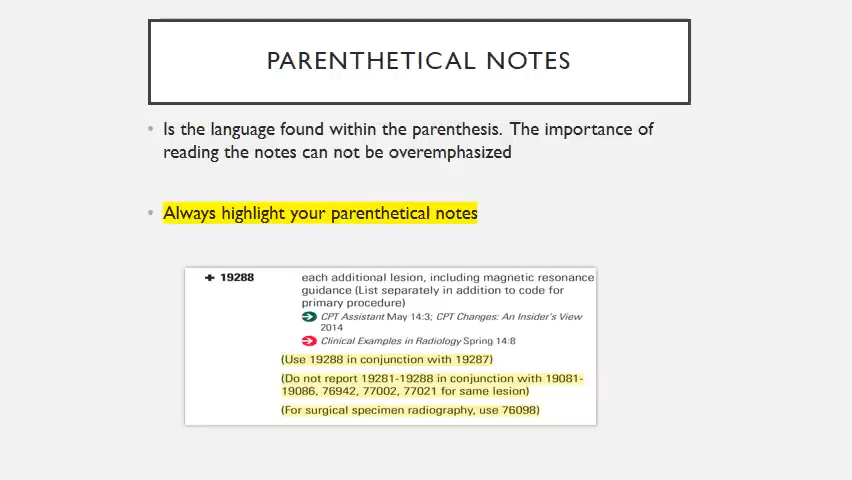 PARENTHETICAL NOTES
• Is the language found within the parenthesis. The importance of
reading the notes can not be overemphasized
• Always highlight your parenthetical notes
+ 19288 each additional lesion, including magnetic resonance
guidance (List separately in addition to code for
primary procedure)
CPT Assistant May 14:3; CPT Changes: An Insider's View
2014
Clinical Examples in Radiology Spring 14:8
(Use 19288 in conjunction with 19287)
(Do not report 19281-19288 in conjunction with 19081-
19086, 76942, 77002, 77021 for same lesion)
(For surgical specimen radiography, use 76098)